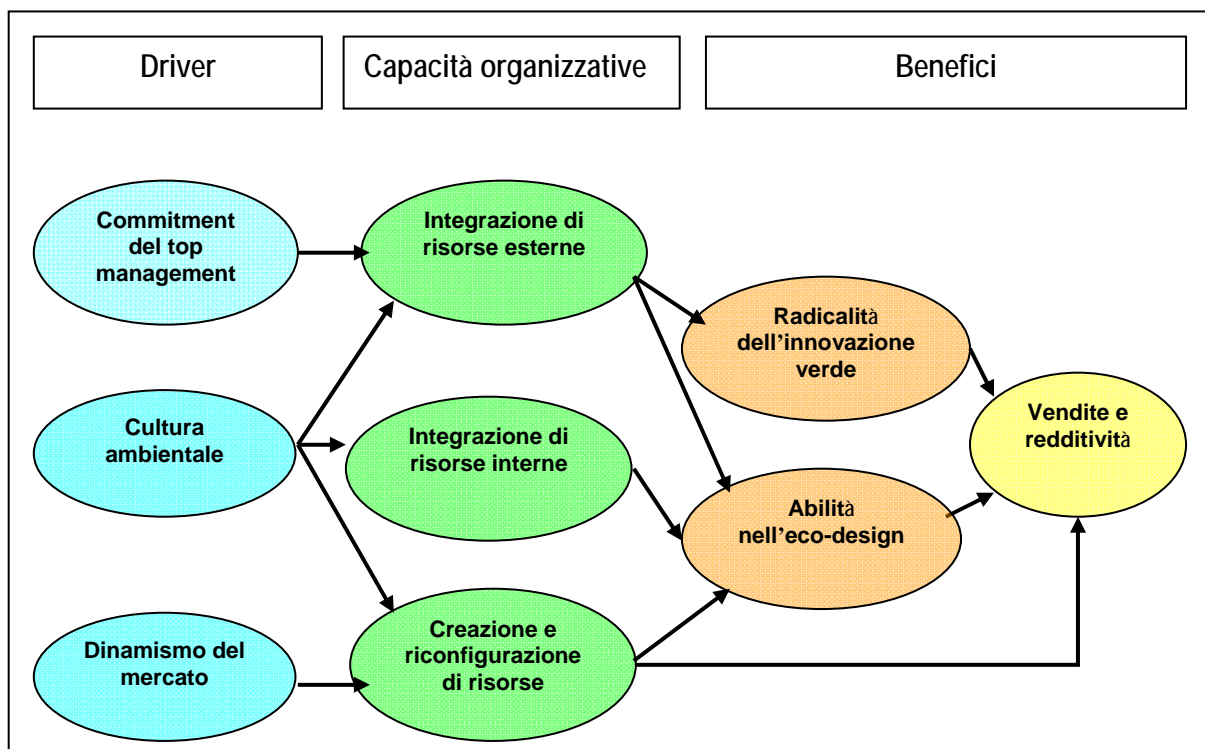 Driver
Capacità organizzative
Benefici
Commitment
del top
management
Integrazione di
risorse esterne
Radicalità
dell'innovazione
verde
Cultura
ambientale
Integrazione di
risorse interne
Vendite e
redditività
Abilità
nell'eco-design
Dinamismo del
mercato
Creazione e
riconfigurazione
di risorse